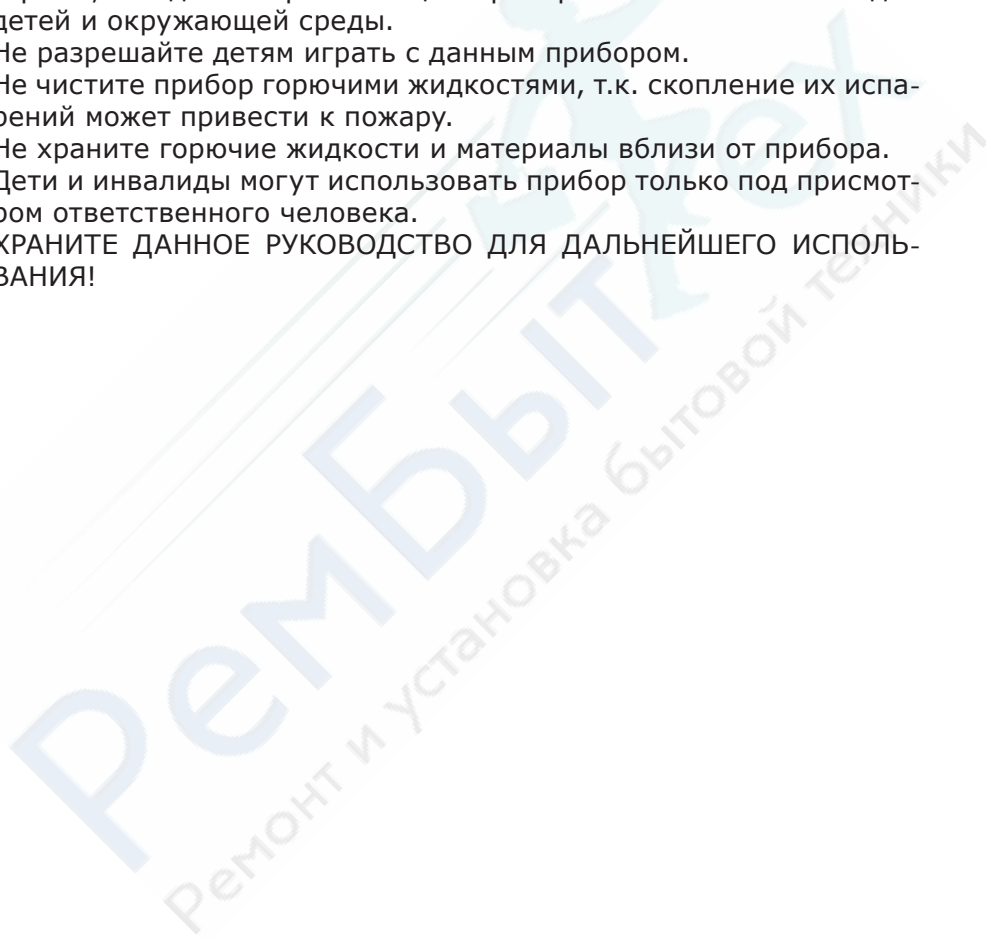 детей и окружающей среды.
Не разрешайте детям играть с данным прибором.
Не чистите прибор горючими жидкостями, т.к. скопление их испа-
рений может привести к пожару.
Не храните горючие жидкости и материалы вблизи от прибора.
Дети и инвалиды могут использовать прибор только под присмот-
ром ответственного человека.
ХРАНИТЕ ДАННОЕ РУКОВОДСТВО ДЛЯ ДАЛЬНЕЙШЕГО ИСПОЛЬ-
ВАНИЯ!
РемБытТех
Ремонт и установка бытовой техники